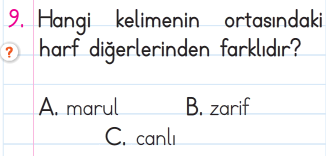 9. Hangi kelimenin ortasındaki
? harf diğerlerinden farklıdır?
A. marul B. zarif
C. canlı